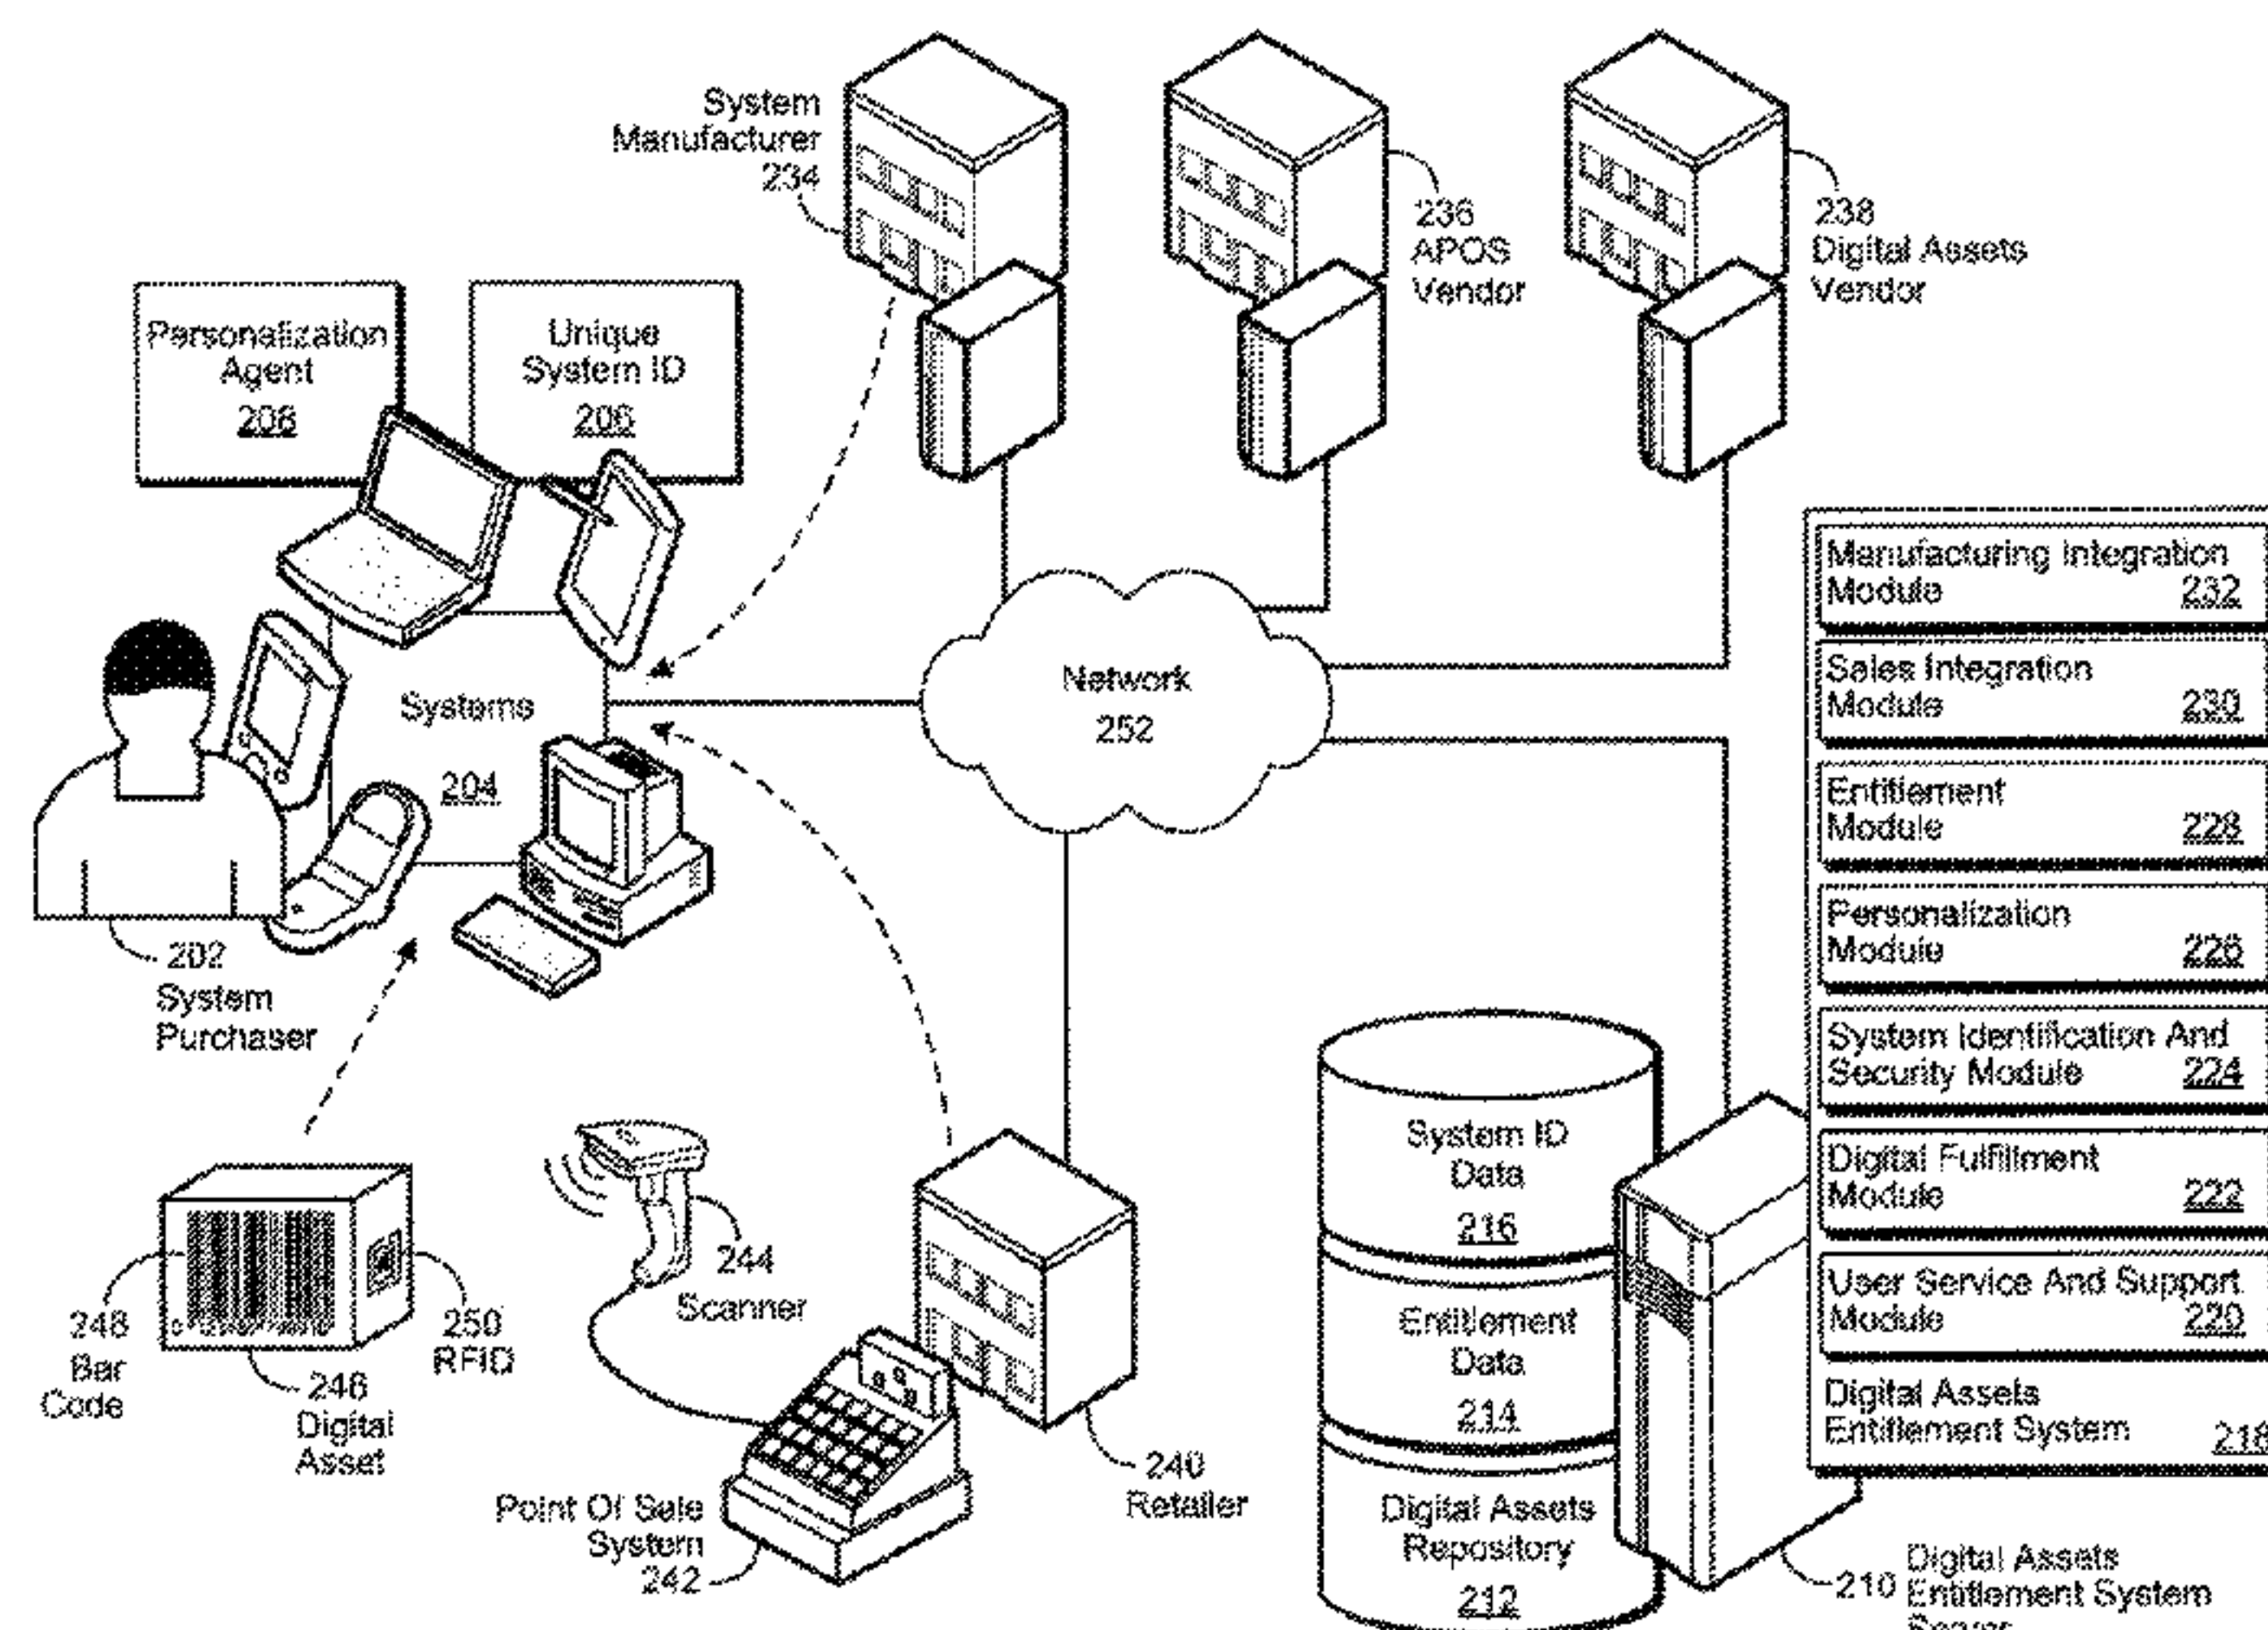 System
Manufacturer
234
236
APOS
Vendor
238
Digital Assets
Vendor
Personalization
Agent
208
Unique
System ID
206
Systems
204
Network
252
202
System
Purchaser
Manufacturing Integration
Module 232
Sales Integration
Module 230
Entitlement
Module 228
Personalization
Module 226
System Identification And
Security Module 224
Digital Fulfillment
Module 222
User Service And Support
Module 220
Digital Assets
Entitlement System 218
System ID
Data
216
Entitlement
Data
214
Digital Assets
Repository
212
210 Digital Assets
Entitlement System
244
Scanner
248
Bar
Code
246
Digital
Asset
250
RFID
240
Retailer
Point Of Sale
System
242